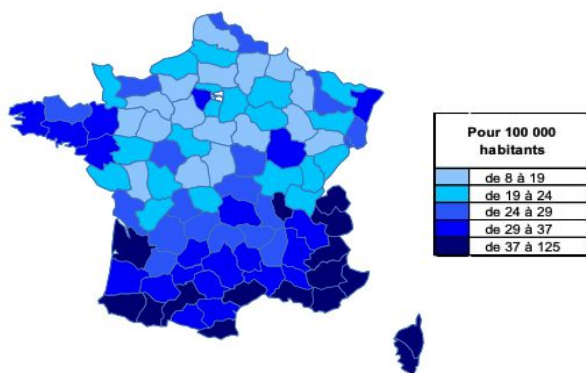 Pour 100 000
habitants
de 8 à 19
de 19 à 24
de 24 à 29
de 29 à 37
de 37 à 125